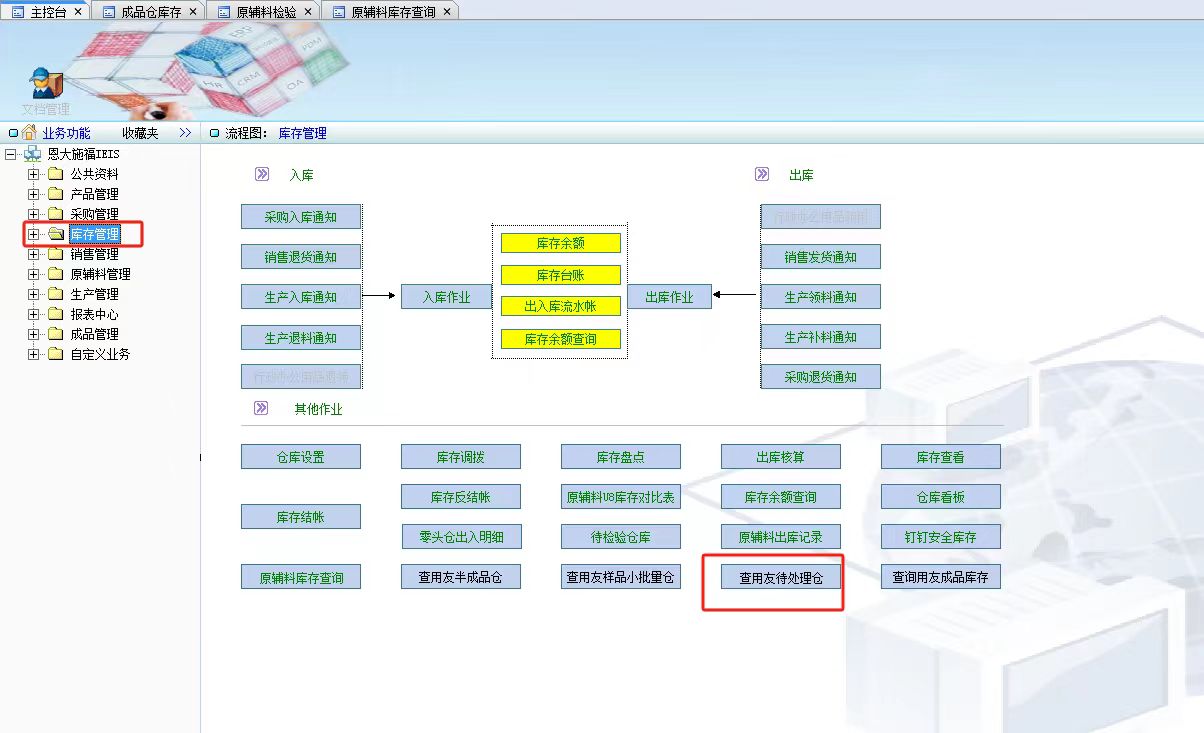 主控台
成品仓库存
原辅料检验
原辅料库存查询
EDI
PDM
HR
CRM
OA
文档管理
业务功能
收藏夹
流程图：
库存管理
恩大施福IEIS
公共资料
产品管理
采购管理
库存管理
销售管理
原辅料管理
生产管理
报表中心
成品管理
自定义业务
入库
出库
采购入库通知
销售退货通知
生产入库通知
生产退料通知
入库作业
库存余额
库存台账
出入库流水帐
库存余额查询
出库作业
销售发货通知
生产领料通知
生产补料通知
采购退货通知
其他作业
仓库设置
库存调拨
库存盘点
出库核算
库存查看
库存反结帐
原辅料U8库存对比表
库存余额查询
仓库看板
库存结帐
零头仓出入明细
待检验仓库
原辅料出库记录
钉钉安全库存
原辅料库存查询
查用友半成品仓
查用友样品小批量仓
查用友待处理仓
查询用友成品库存